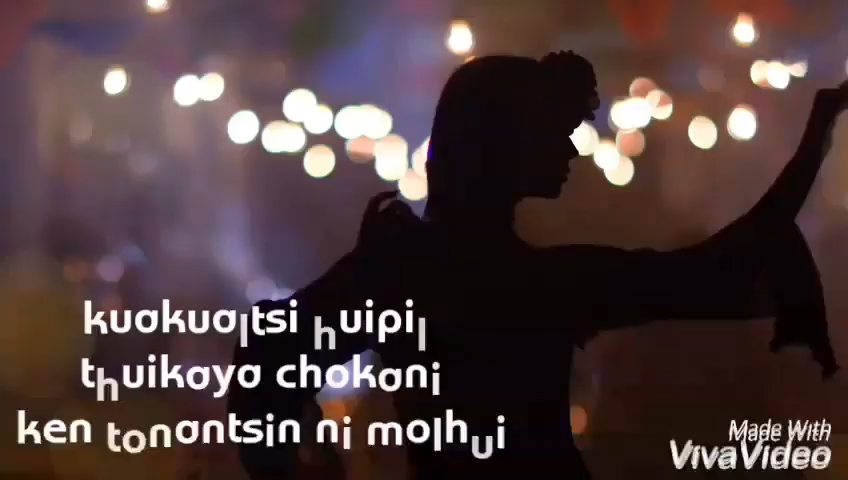 kuakualtsi huipil
thuikaya chokani
ken tonantsin ni molhui
Made With
VivaVideo